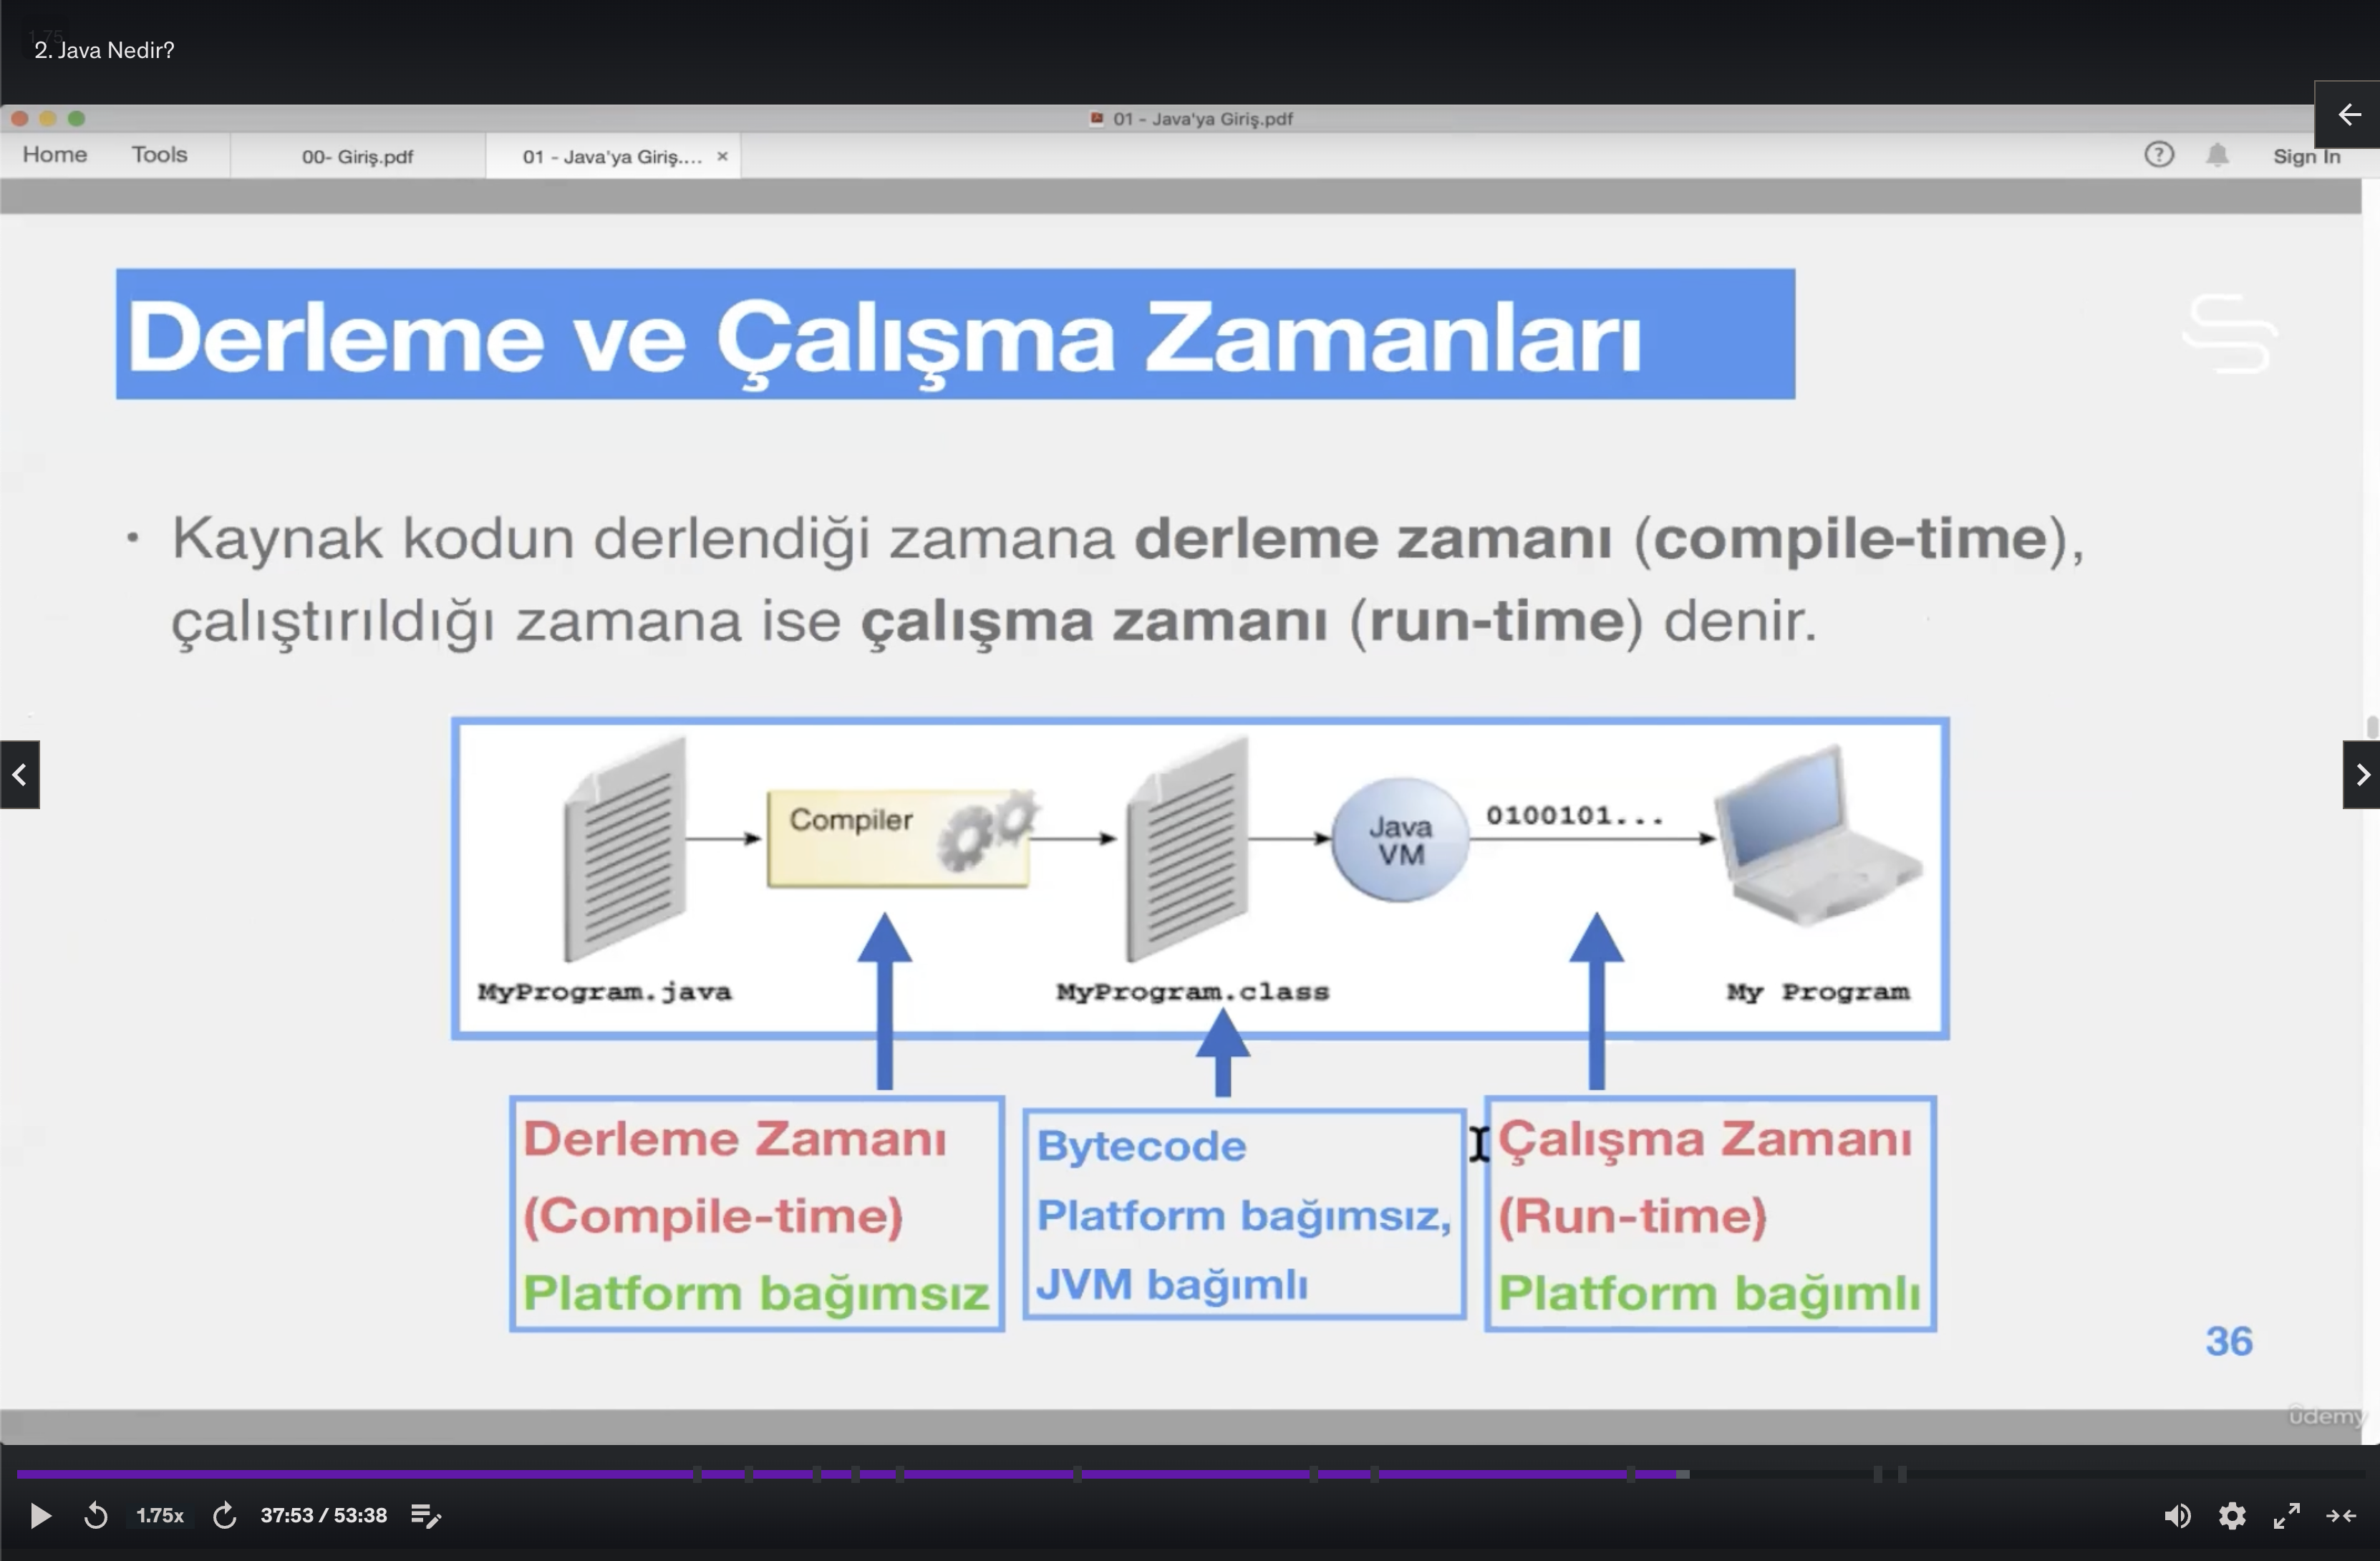 2. Java Nedir?
01 - Java'ya Giriş.pdf
Home Tools 00- Giriş.pdf 01 - Java'ya Giriş.... × ? Sign In
Derleme ve Çalışma Zamanları
• Kaynak kodun derlendiği zamana derleme zamanı (compile-time),
çalıştırıldığı zamana ise çalışma zamanı (run-time) denir.
Compiler
Java
VM
0100101...
MyProgram.java
MyProgram.class
My Program
Derleme Zamanı
(Compile-time)
Platform bağımsız
Bytecode
Platform bağımsız,
JVM bağımlı
Çalışma Zamanı
(Run-time)
Platform bağımlı
36
ûdemy
1.75x 37:53 / 53:38